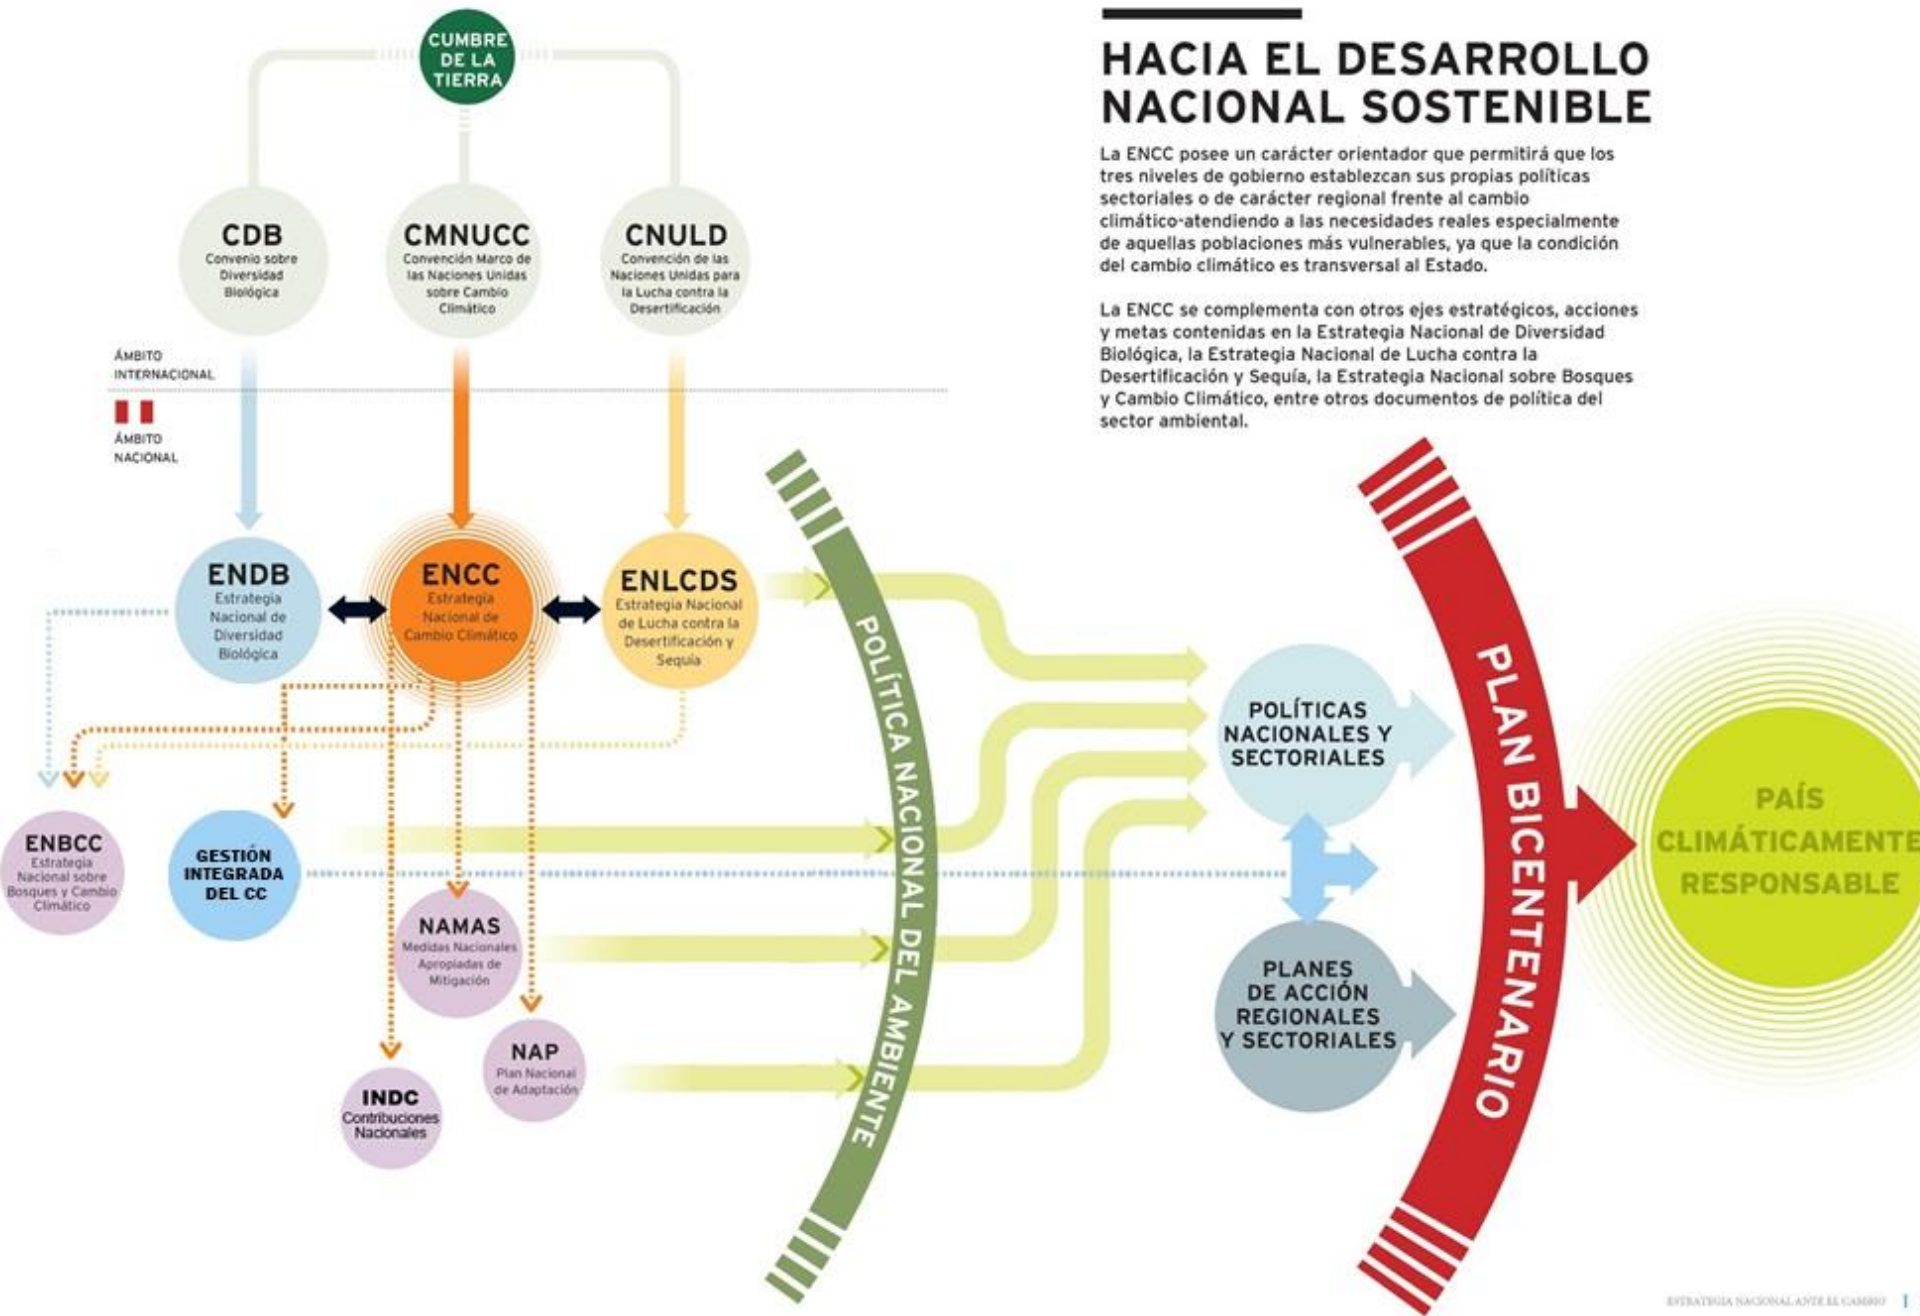 CUMBRE
DE LA
TIERRA
HACIA EL DESARROLLO
NACIONAL SOSTENIBLE
La ENCC posee un carácter orientador que permitirá que los
tres niveles de gobierno establezcan sus propias políticas
sectoriales o de carácter regional frente al cambio
climático-atendiendo a las necesidades reales especialmente
de aquellas poblaciones más vulnerables, ya que la condición
del cambio climático es transversal al Estado.
La ENCC se complementa con otros ejes estratégicos, acciones
y metas contenidas en la Estrategia Nacional de Diversidad
Biológica, la Estrategia Nacional de Lucha contra la
Desertificación y Sequía, la Estrategia Nacional sobre Bosques
y Cambio Climático, entre otros documentos de política del
sector ambiental.
CDB
Convenio sobre
Diversidad
Biológica
CMNUCC
Convención Marco de
las Naciones Unidas
sobre Cambio
Climático
CNULD
Convención de las
Naciones Unidas para
la Lucha contra la
Desertificación
ÁMBITO
INTERNACIONAL
ÁMBITO
NACIONAL
ENDB
Estrategia
Nacional de
Diversidad
Biológica
ENCC
Estrategia
Nacional de
Cambio Climático
ENLCDS
Estrategia Nacional
de Lucha contra la
Desertificación y
Sequía
ENBCC
Estrategia
Nacional sobre
Bosques y Cambio
Climático
GESTIÓN
INTEGRADA
DEL CC
NAMAS
Medidas Nacionales
Apropiadas de
Mitigación
NAP
Plan Nacional
de Adaptación
INDC
Contribuciones
Nacionales
POLÍTICA NACIONAL DEL AMBIENTE
POLÍTICAS
NACIONALES Y
SECTORIALES
PLANES
DE ACCIÓN
REGIONALES
Y SECTORIALES
PLAN BICENTENARIO
PAÍS
CLIMÁTICAMENTE
RESPONSABLE
ESTRATEGIA NACIONAL ANTE EL CAMBIO 1